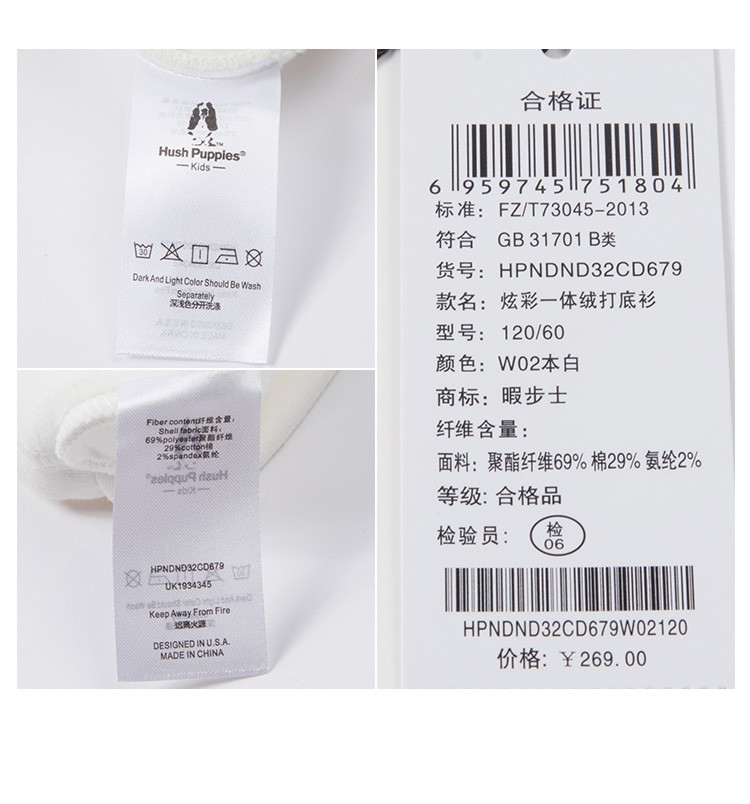 Hush Puppies®
Kids
30
Dark And Light Color Should Be Wash
Separately
深浅色分开洗涤
Fiber content纤维含量:
Shell fabric面料:
69%polyester聚酯纤维
29%cotton棉
2%spandex氨纶
HPNDND32CD679
UK1934345
Keep Away From Fire
远离火源
DESIGNED IN U.S.A.
MADE IN CHINA
合格证
6 959745 751804
标准: FZ/T73045-2013
符合 GB 31701 B类
货号: HPNDND32CD679
款名: 炫彩一体绒打底衫
型号: 120/60
颜色: W02本白
商标: 暇步士
纤维含量:
面料: 聚酯纤维69% 棉29% 氨纶2%
等级: 合格品
检验员: 检
06
HPNDND32CD679W02120
价格: ¥269.00